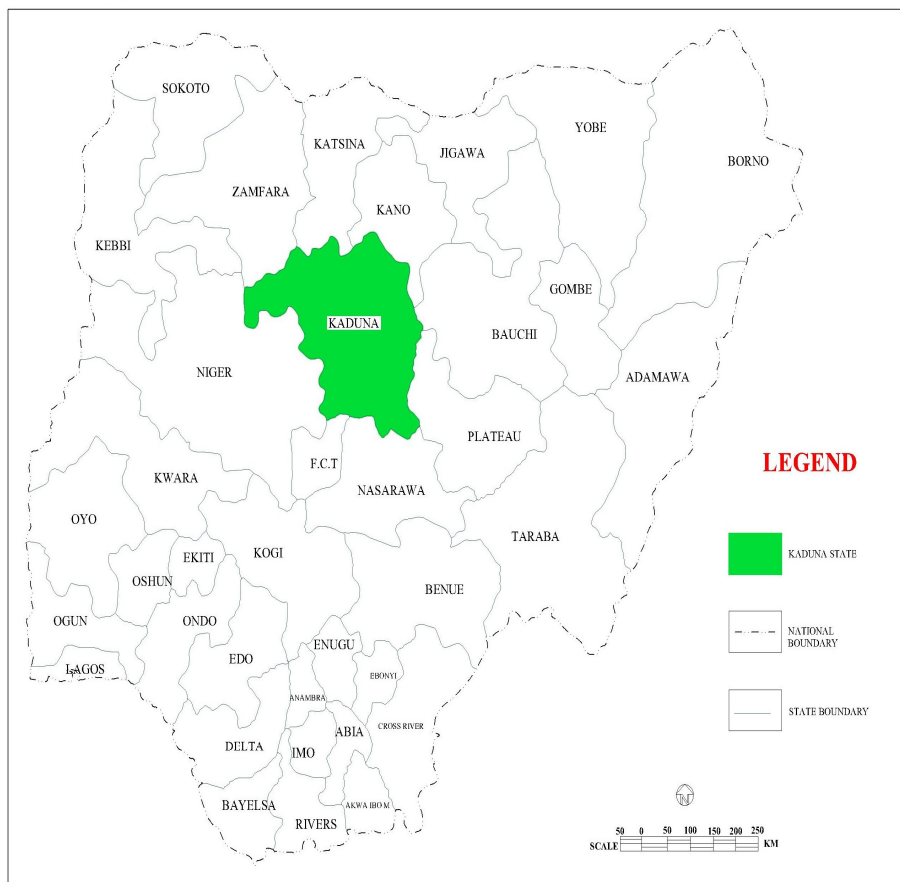 SOKOTO
KATSINA
JIGAWA
YOBE
BORNO
ZAMFARA
KANO
KEBBI
GOMBE
KADUNA
BAUCHI
NIGER
ADAMAWA
PLATEAU
F.C.T
KWARA
NASARAWA
LEGEND
OYO
TARABA
KOGI
EKITI
OSHUN
BENUE
KADUNA STATE
OGUN
ONDO
NATIONAL
BOUNDARY
ENUGU
EDO
LAGOS
EBONYI
ANAMBRA
STATE BOUNDARY
CROSS RIVER
ABIA
DELTA
IMO
BAYELSA
AKWA IBO M
RIVERS
N
50 0 50 100 150 200 250
SCALE KM